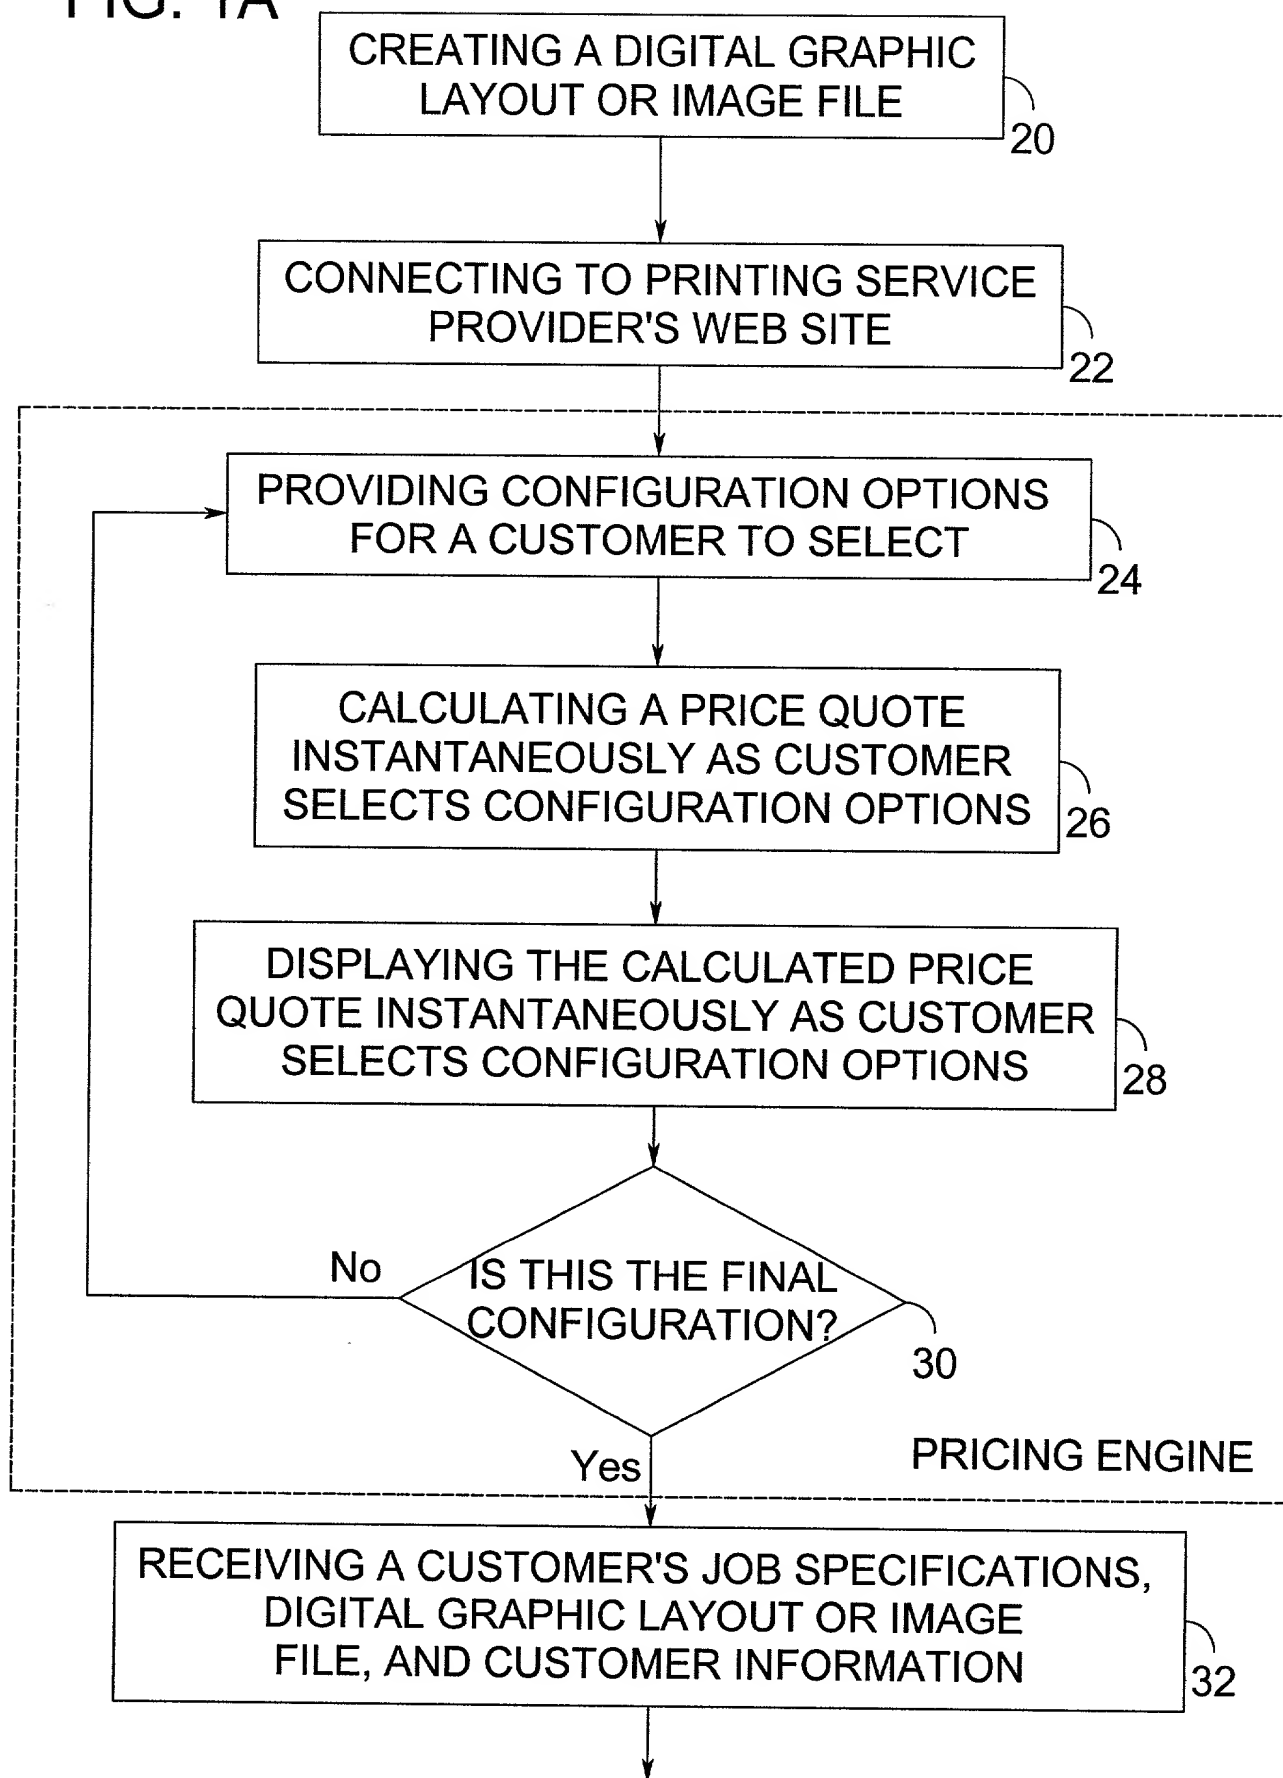 FIG. 1A
CREATING A DIGITAL GRAPHIC
LAYOUT OR IMAGE FILE
20
CONNECTING TO PRINTING SERVICE
PROVIDER'S WEB SITE
22
PROVIDING CONFIGURATION OPTIONS
FOR A CUSTOMER TO SELECT
24
CALCULATING A PRICE QUOTE
INSTANTANEOUSLY AS CUSTOMER
SELECTS CONFIGURATION OPTIONS
26
DISPLAYING THE CALCULATED PRICE
QUOTE INSTANTANEOUSLY AS CUSTOMER
SELECTS CONFIGURATION OPTIONS
28
No
IS THIS THE FINAL
CONFIGURATION?
30
Yes
PRICING ENGINE
RECEIVING A CUSTOMER'S JOB SPECIFICATIONS,
DIGITAL GRAPHIC LAYOUT OR IMAGE
FILE, AND CUSTOMER INFORMATION
32